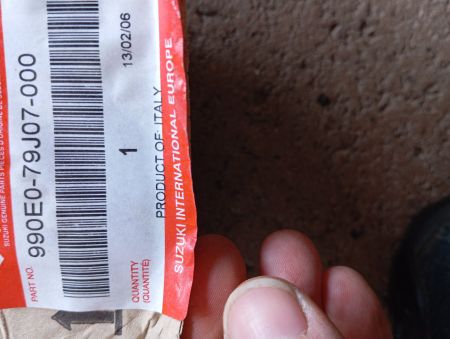 SUZUKI GENUINE PARTS PIÈCES D'ORIGINE DE
PART NO. 990E0-79J07-000
13/02/06
QUANTITY
(QUANTITÉ)
1
PRODUCT OF ITALY
SUZUKI INTERNATIONAL EUROPE